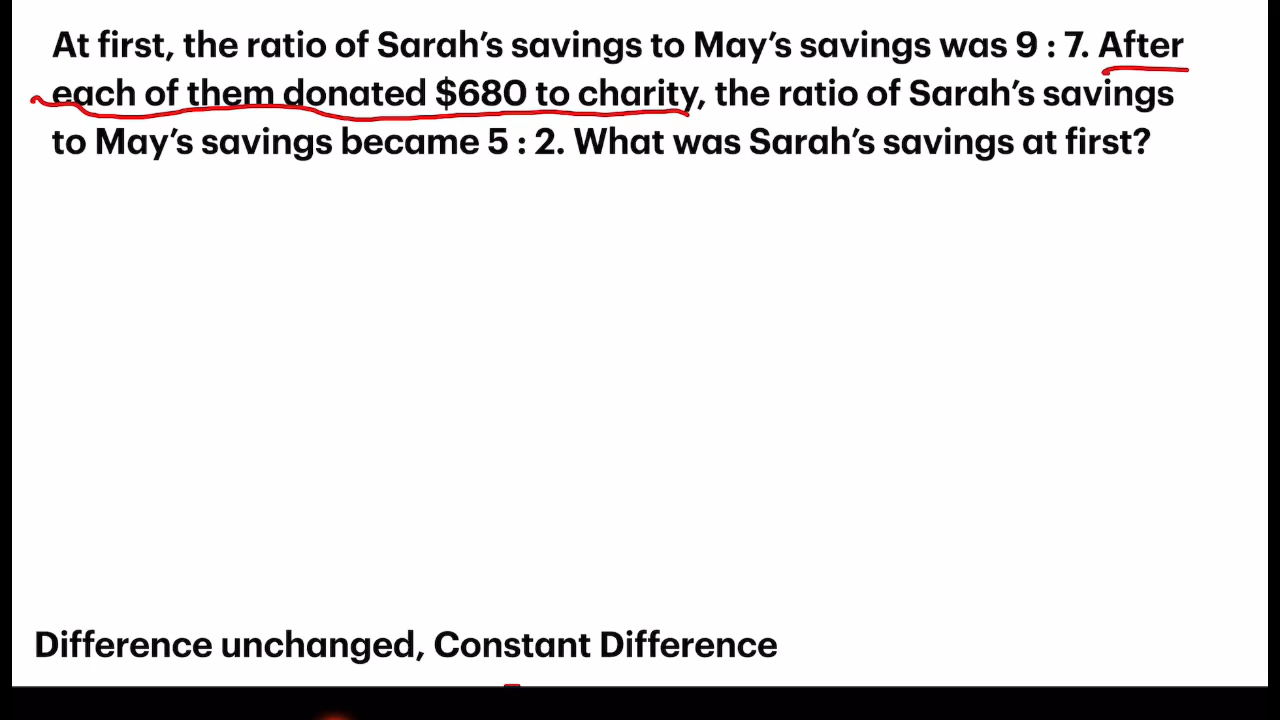 At first, the ratio of Sarah’s savings to May’s savings was 9 : 7. After
each of them donated $680 to charity, the ratio of Sarah’s savings
to May’s savings became 5 : 2. What was Sarah’s savings at first?
Difference unchanged, Constant Difference